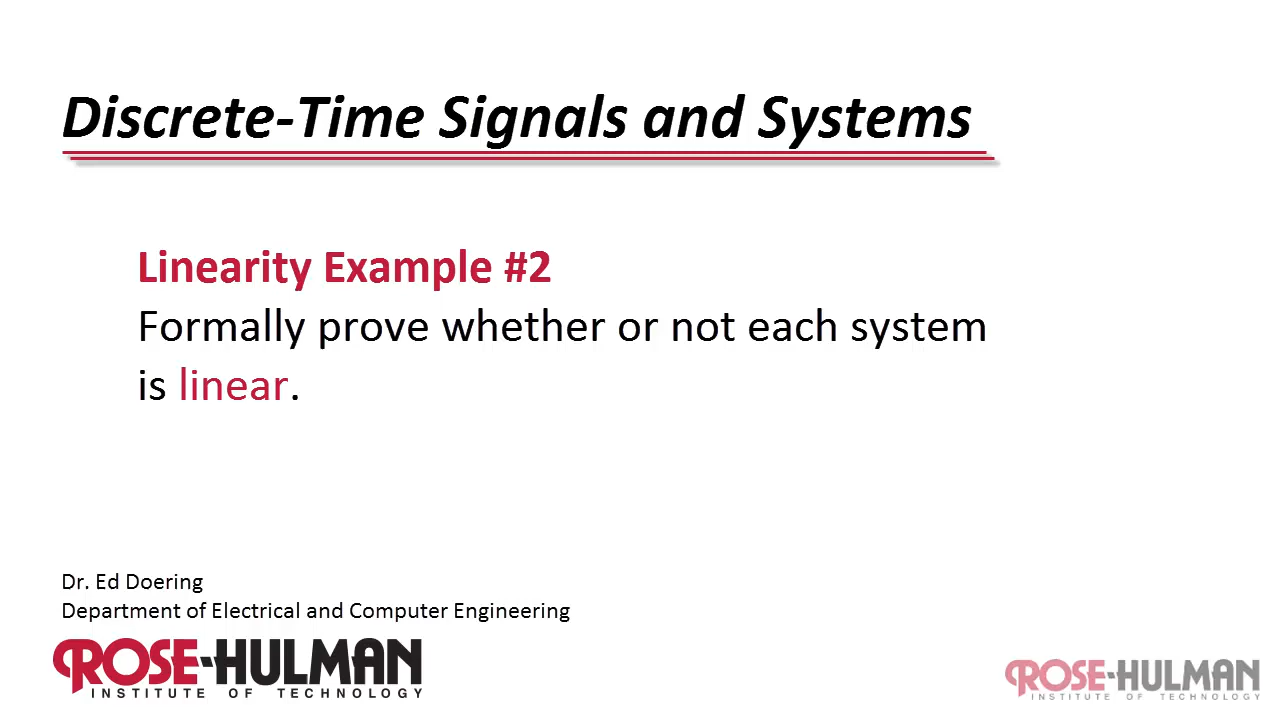 Discrete-Time Signals and Systems
Linearity Example #2
Formally prove whether or not each system
is linear.
Dr. Ed Doering
Department of Electrical and Computer Engineering
ROSE-HULMAN
INSTITUTE OF TECHNOLOGY
ROSE-HULMAN
INSTITUTE OF TECHNOLOGY